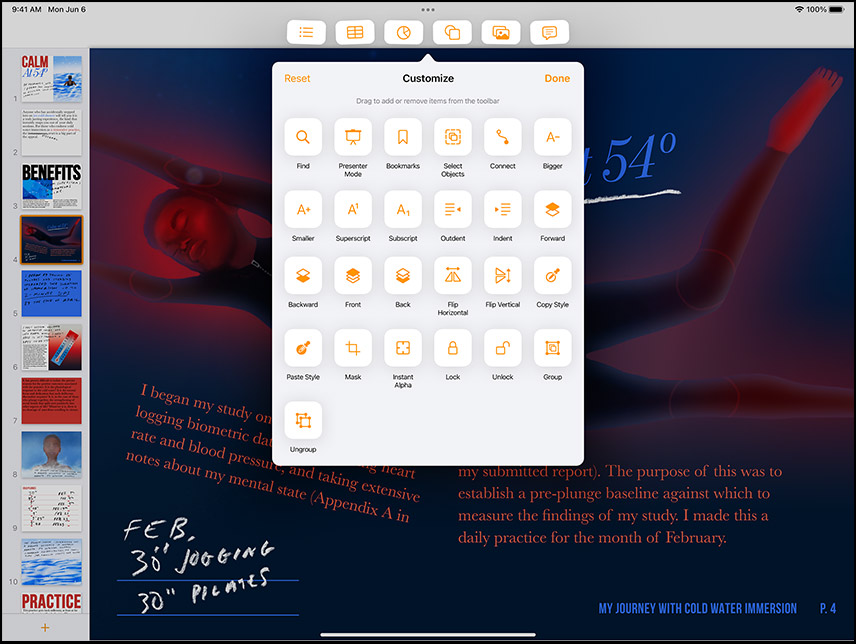 9:41 AM Mon Jun 6
100%
Reset
Customize
Done
Drag to add or remove items from the toolbar
Find
Presenter Mode
Bookmarks
Select Objects
Connect
A-
Bigger
A+
Smaller
A1
Superscript
A1
Subscript
Outdent
Indent
Forward
Backward
Front
Back
Flip Horizontal
Flip Vertical
Copy Style
Paste Style
Mask
Instant Alpha
Lock
Unlock
Group
Ungroup
CALM
At 54°
1
2
BENEFITS
3
4
5
6
7
8
9
10
PRACTICE
+
t 54°
I began my study on
logging biometric da
ng heart
rate and blood pressure, and taking extensive
notes about my mental state (Appendix A in
my submitted report). The purpose of this was to
establish a pre-plunge baseline against which to
measure the findings of my study. I made this a
daily practice for the month of February.
FEB.
30" JOGGING
30" PILATES
MY JOURNEY WITH COLD WATER IMMERSION
P. 4